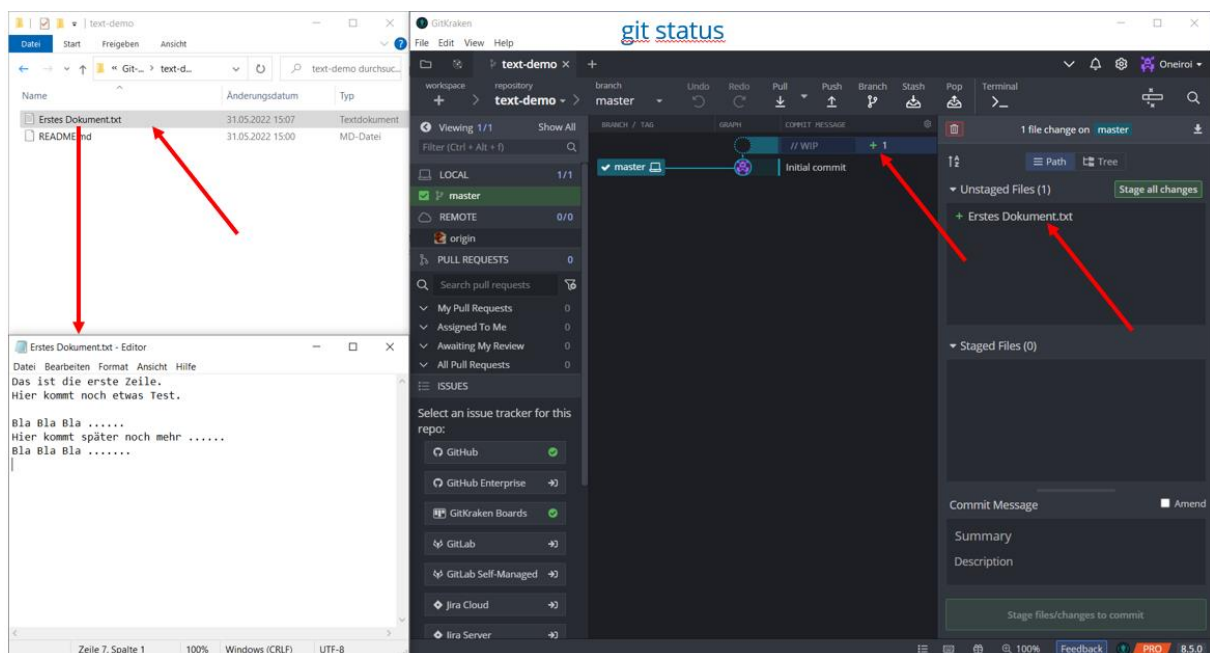 text-demo
Datei Start Freigeben Ansicht
« Git-... > text-d...
text-demo durchsuc...
Name Änderungsdatum Typ
Erstes Dokument.txt 31.05.2022 15:07 Textdokument
README.md 31.05.2022 15:00 MD-Datei
Erstes Dokument.txt - Editor
Datei Bearbeiten Format Ansicht Hilfe
Das ist die erste Zeile.
Hier kommt noch etwas Test.
Bla Bla Bla ......
Hier kommt später noch mehr ......
Bla Bla Bla .......
Zeile 7, Spalte 1 100% Windows (CRLF) UTF-8
GitKraken
git status
File Edit View Help
text-demo
Oneiroi
workspace repository branch Undo Redo Pull Push Branch Stash Pop Terminal
text-demo master
Viewing 1/1 Show All
Filter (Ctrl + Alt + f)
LOCAL 1/1
master
REMOTE 0/0
origin
PULL REQUESTS 0
Search pull requests
My Pull Requests 0
Assigned To Me 0
Awaiting My Review 0
All Pull Requests 0
ISSUES
Select an issue tracker for this
repo:
GitHub
GitHub Enterprise
GitKraken Boards
GitLab
GitLab Self-Managed
Jira Cloud
Jira Server
BRANCH / TAG GRAPH COMMIT MESSAGE
// WIP + 1
master Initial commit
1 file change on master
Path Tree
Unstaged Files (1) Stage all changes
+ Erstes Dokument.txt
Staged Files (0)
Commit Message Amend
Summary
Description
Stage files/changes to commit
100% Feedback PRO 8.5.0